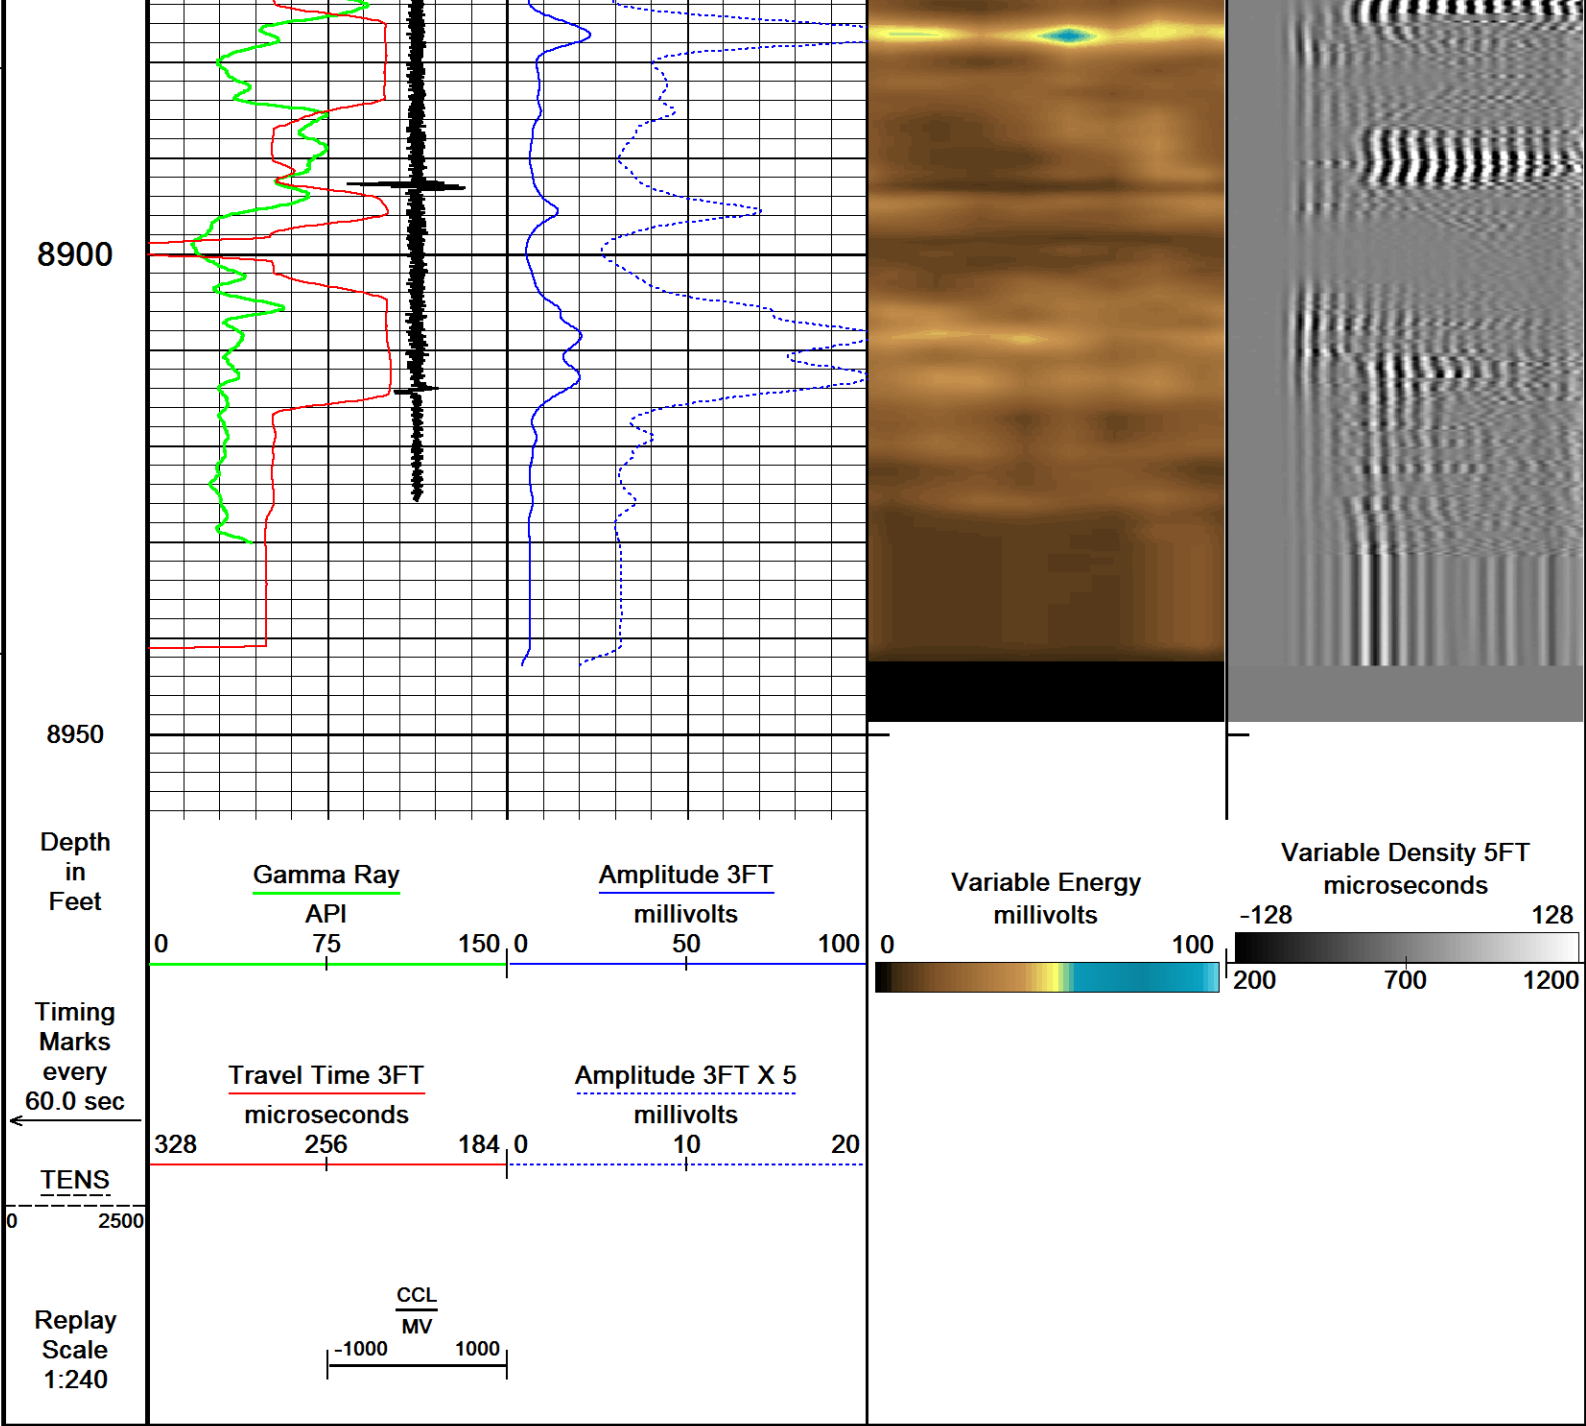 8900
8950
Depth
in
Feet
Timing
Marks
every
60.0 sec
TENS
0 2500
Replay
Scale
1:240
Gamma Ray
API
0 75 150
Travel Time 3FT
microseconds
328 256 184
CCL
MV
-1000 1000
Amplitude 3FT
millivolts
0 50 100
Amplitude 3FT X 5
millivolts
0 10 20
Variable Energy
millivolts
0 100
Variable Density 5FT
microseconds
-128 128
200 700 1200